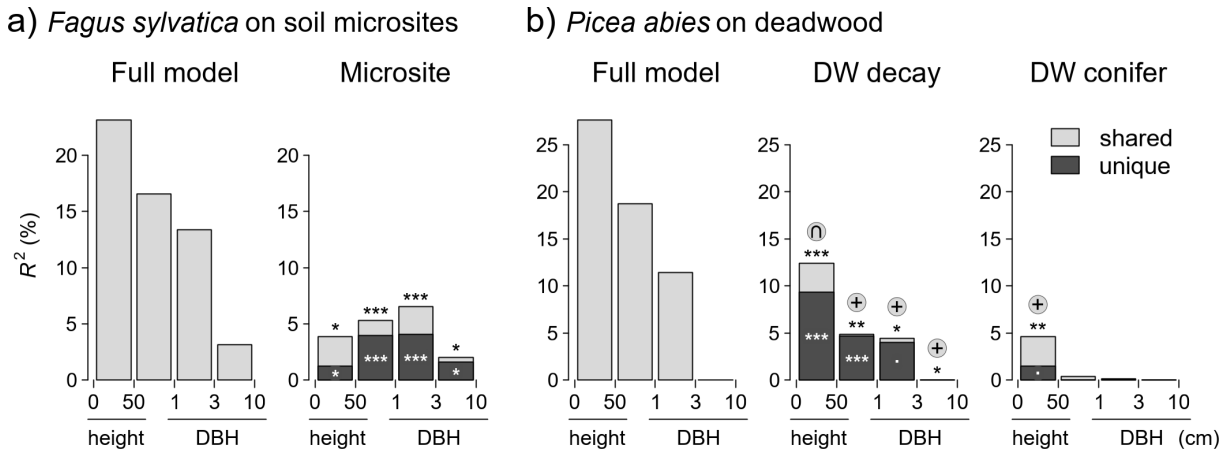 a) Fagus sylvatica on soil microsites
b) Picea abies on deadwood
Full model
Microsite
Full model
DW decay
DW conifer
R² (%)
20
15
10
5
0
0 50 1 3 10
height DBH
20
15
10
5
0
* *** *** *
* *** *** *
0 50 1 3 10
height DBH
25
20
15
10
5
0
0 50 1 3 10
height DBH
25
20
15
10
5
0
∩ + + +
*** ** * *
*** *** ·
0 50 1 3 10
height DBH
25
20
15
10
5
0
shared
unique
+
**
·
0 50 1 3 10
height DBH (cm)